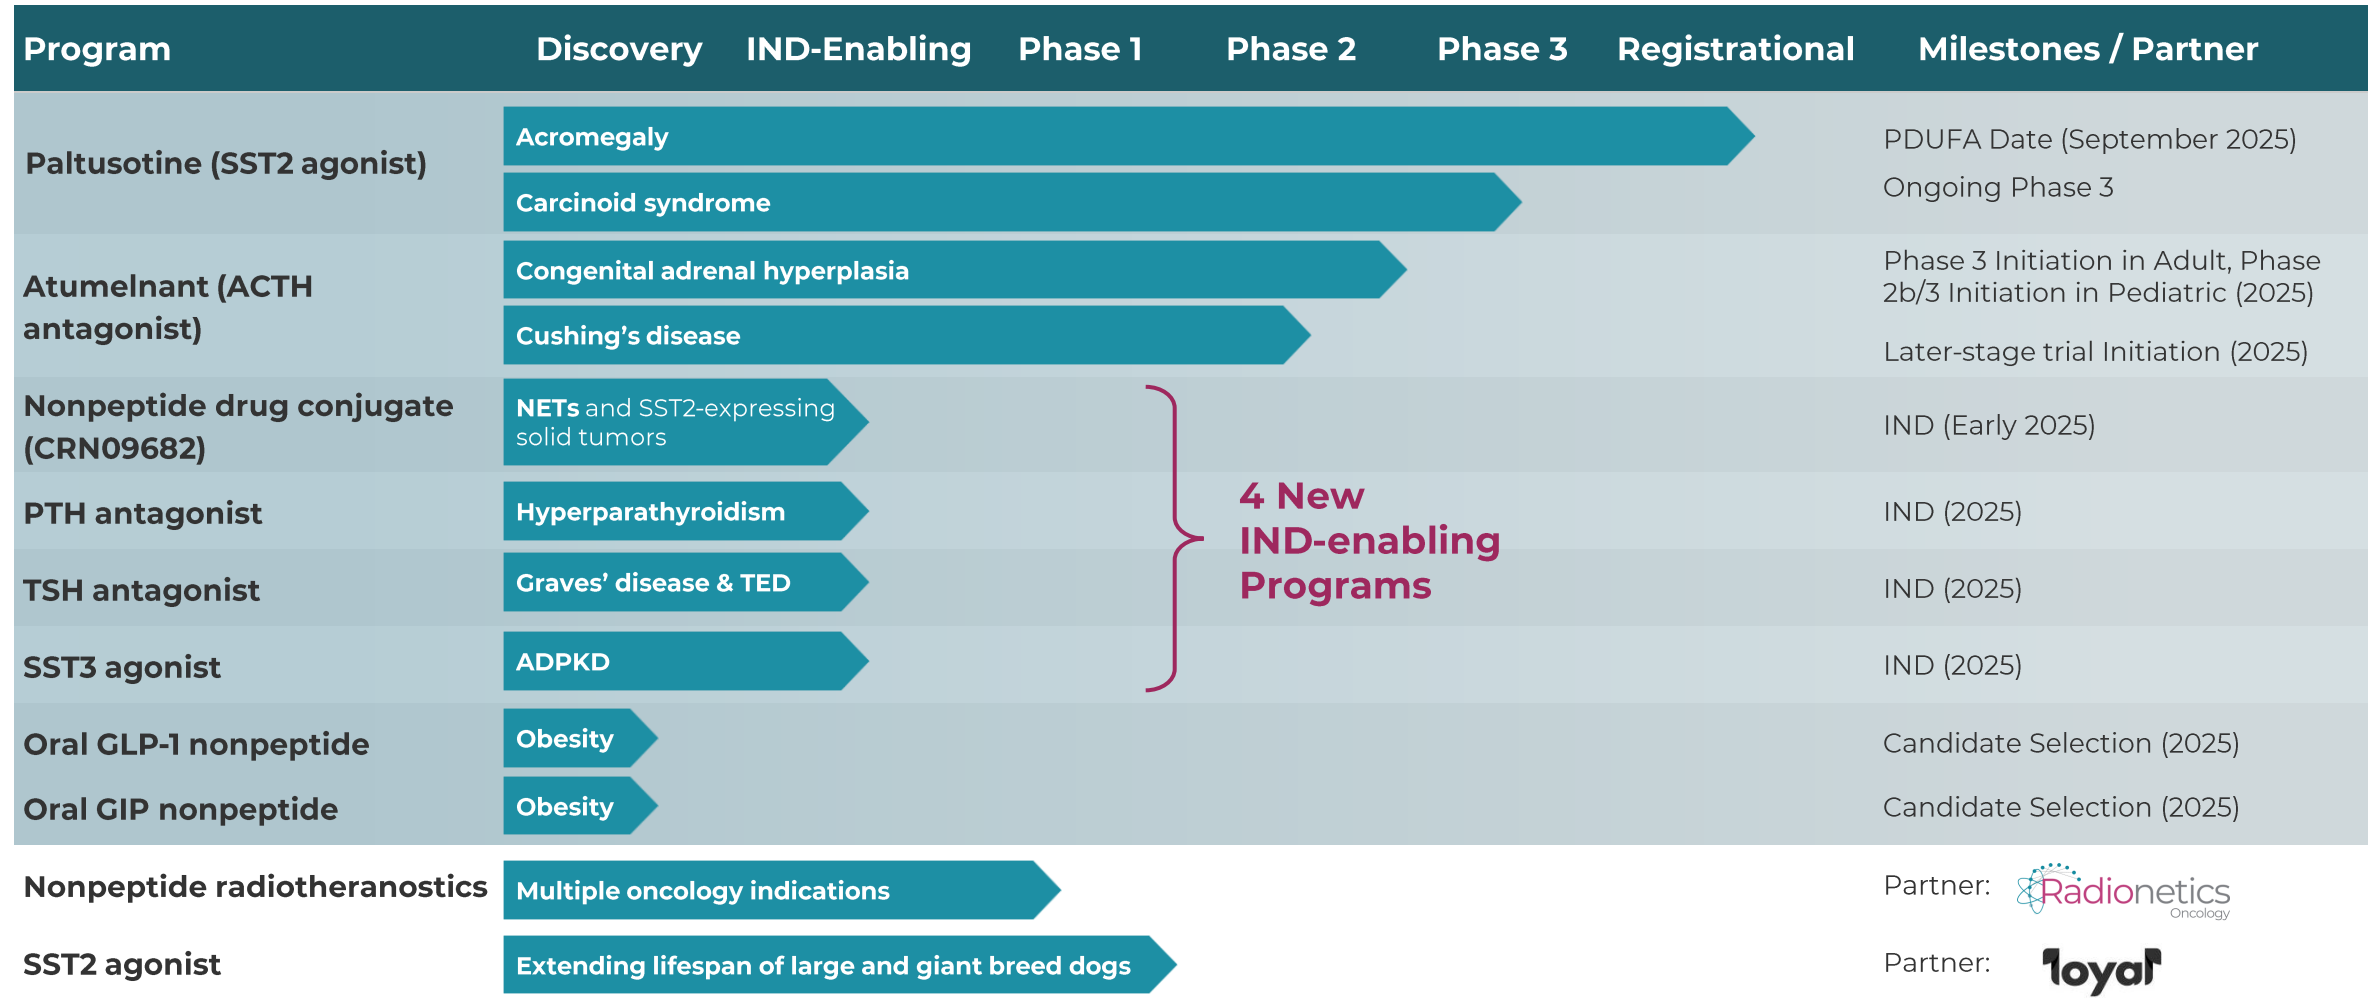 Program Discovery IND-Enabling Phase 1 Phase 2 Phase 3 Registrational Milestones / Partner
Paltusotine (SST2 agonist)
Acromegaly
PDUFA Date (September 2025)
Carcinoid syndrome
Ongoing Phase 3
Atumelnant (ACTH
antagonist)
Congenital adrenal hyperplasia
Phase 3 Initiation in Adult, Phase
2b/3 Initiation in Pediatric (2025)
Cushing’s disease
Later-stage trial Initiation (2025)
Nonpeptide drug conjugate
(CRN09682)
NETs and SST2-expressing
solid tumors
IND (Early 2025)
PTH antagonist
Hyperparathyroidism
IND (2025)
TSH antagonist
Graves’ disease & TED
IND (2025)
SST3 agonist
ADPKD
IND (2025)
4 New
IND-enabling
Programs
Oral GLP-1 nonpeptide
Obesity
Candidate Selection (2025)
Oral GIP nonpeptide
Obesity
Candidate Selection (2025)
Nonpeptide radiotheranostics
Multiple oncology indications
Partner:
Radionetics
Oncology
SST2 agonist
Extending lifespan of large and giant breed dogs
Partner:
loyal